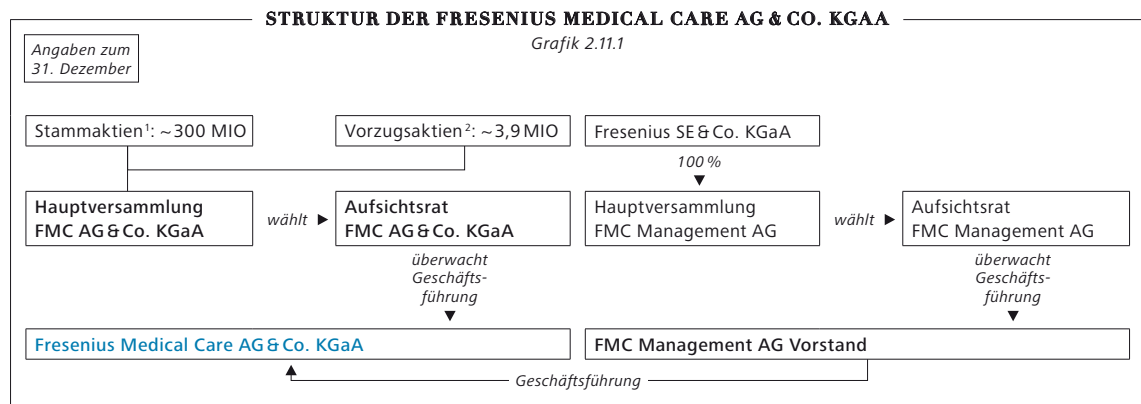 STRUKTUR DER FRESENIUS MEDICAL CARE AG & CO. KGAA
Grafik 2.11.1
Angaben zum
31. Dezember
Stammaktien¹: ~300 MIO
Vorzugsaktien²: ~3,9 MIO
Fresenius SE & Co. KGaA
100 %
Hauptversammlung
FMC AG & Co. KGaA
wählt
Aufsichtsrat
FMC AG & Co. KGaA
Hauptversammlung
FMC Management AG
wählt
Aufsichtsrat
FMC Management AG
überwacht
Geschäfts-
führung
überwacht
Geschäfts-
führung
Fresenius Medical Care AG & Co. KGaA
FMC Management AG Vorstand
Geschäftsführung